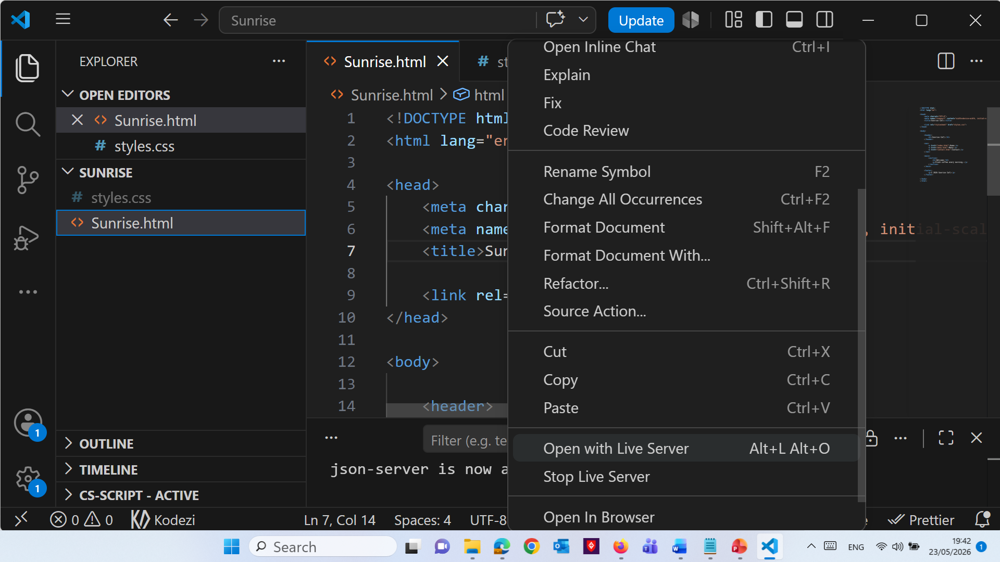 Sunrise
Update
EXPLORER
OPEN EDITORS
Sunrise.html
styles.css
SUNRISE
styles.css
Sunrise.html
OUTLINE
TIMELINE
CS-SCRIPT - ACTIVE
1
1
Sunrise.html
# st
Sunrise.html > html
1 <!DOCTYPE html
2 <html lang="en
3
4 <head>
5 <meta char
6 <meta name
7 <title>Sun
8
9 <link rel=
10 </head>
11
12 <body>
13
14 <header>
, initial-scal
Open Inline Chat Ctrl+I
Explain
Fix
Code Review
Rename Symbol F2
Change All Occurrences Ctrl+F2
Format Document Shift+Alt+F
Format Document With...
Refactor... Ctrl+Shift+R
Source Action...
Cut Ctrl+X
Copy Ctrl+C
Paste Ctrl+V
Open with Live Server Alt+L Alt+O
Stop Live Server
Open In Browser
Filter (e.g. te
json-server is now a
0 0 Kodezi
Ln 7, Col 14 Spaces: 4 UTF-8
Prettier
Search
ENG
19:42
23/05/2026
1